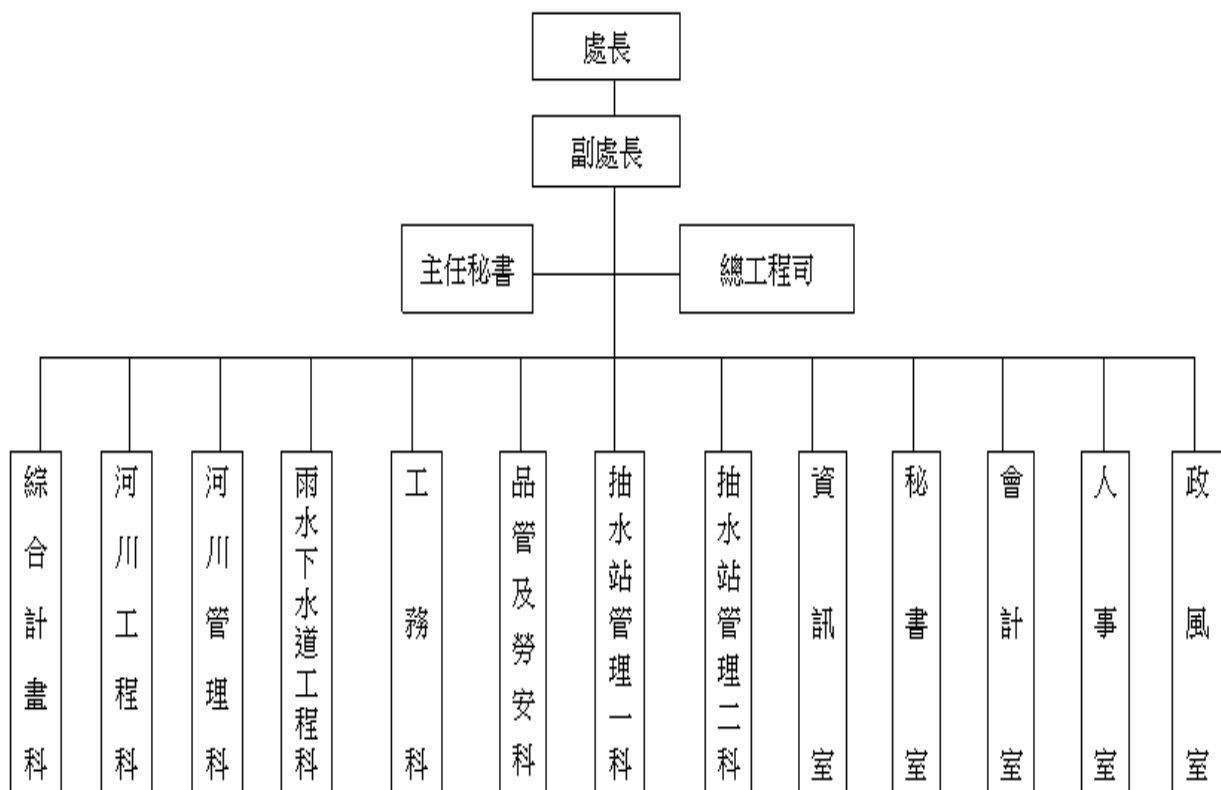 處長
副處長
主任秘書
總工程司
綜合計畫科
河川工程科
河川管理科
雨水下水道工程科
工務科
品管及勞安科
抽水站管理一科
抽水站管理二科
資訊室
秘書室
會計室
人事室
政風室